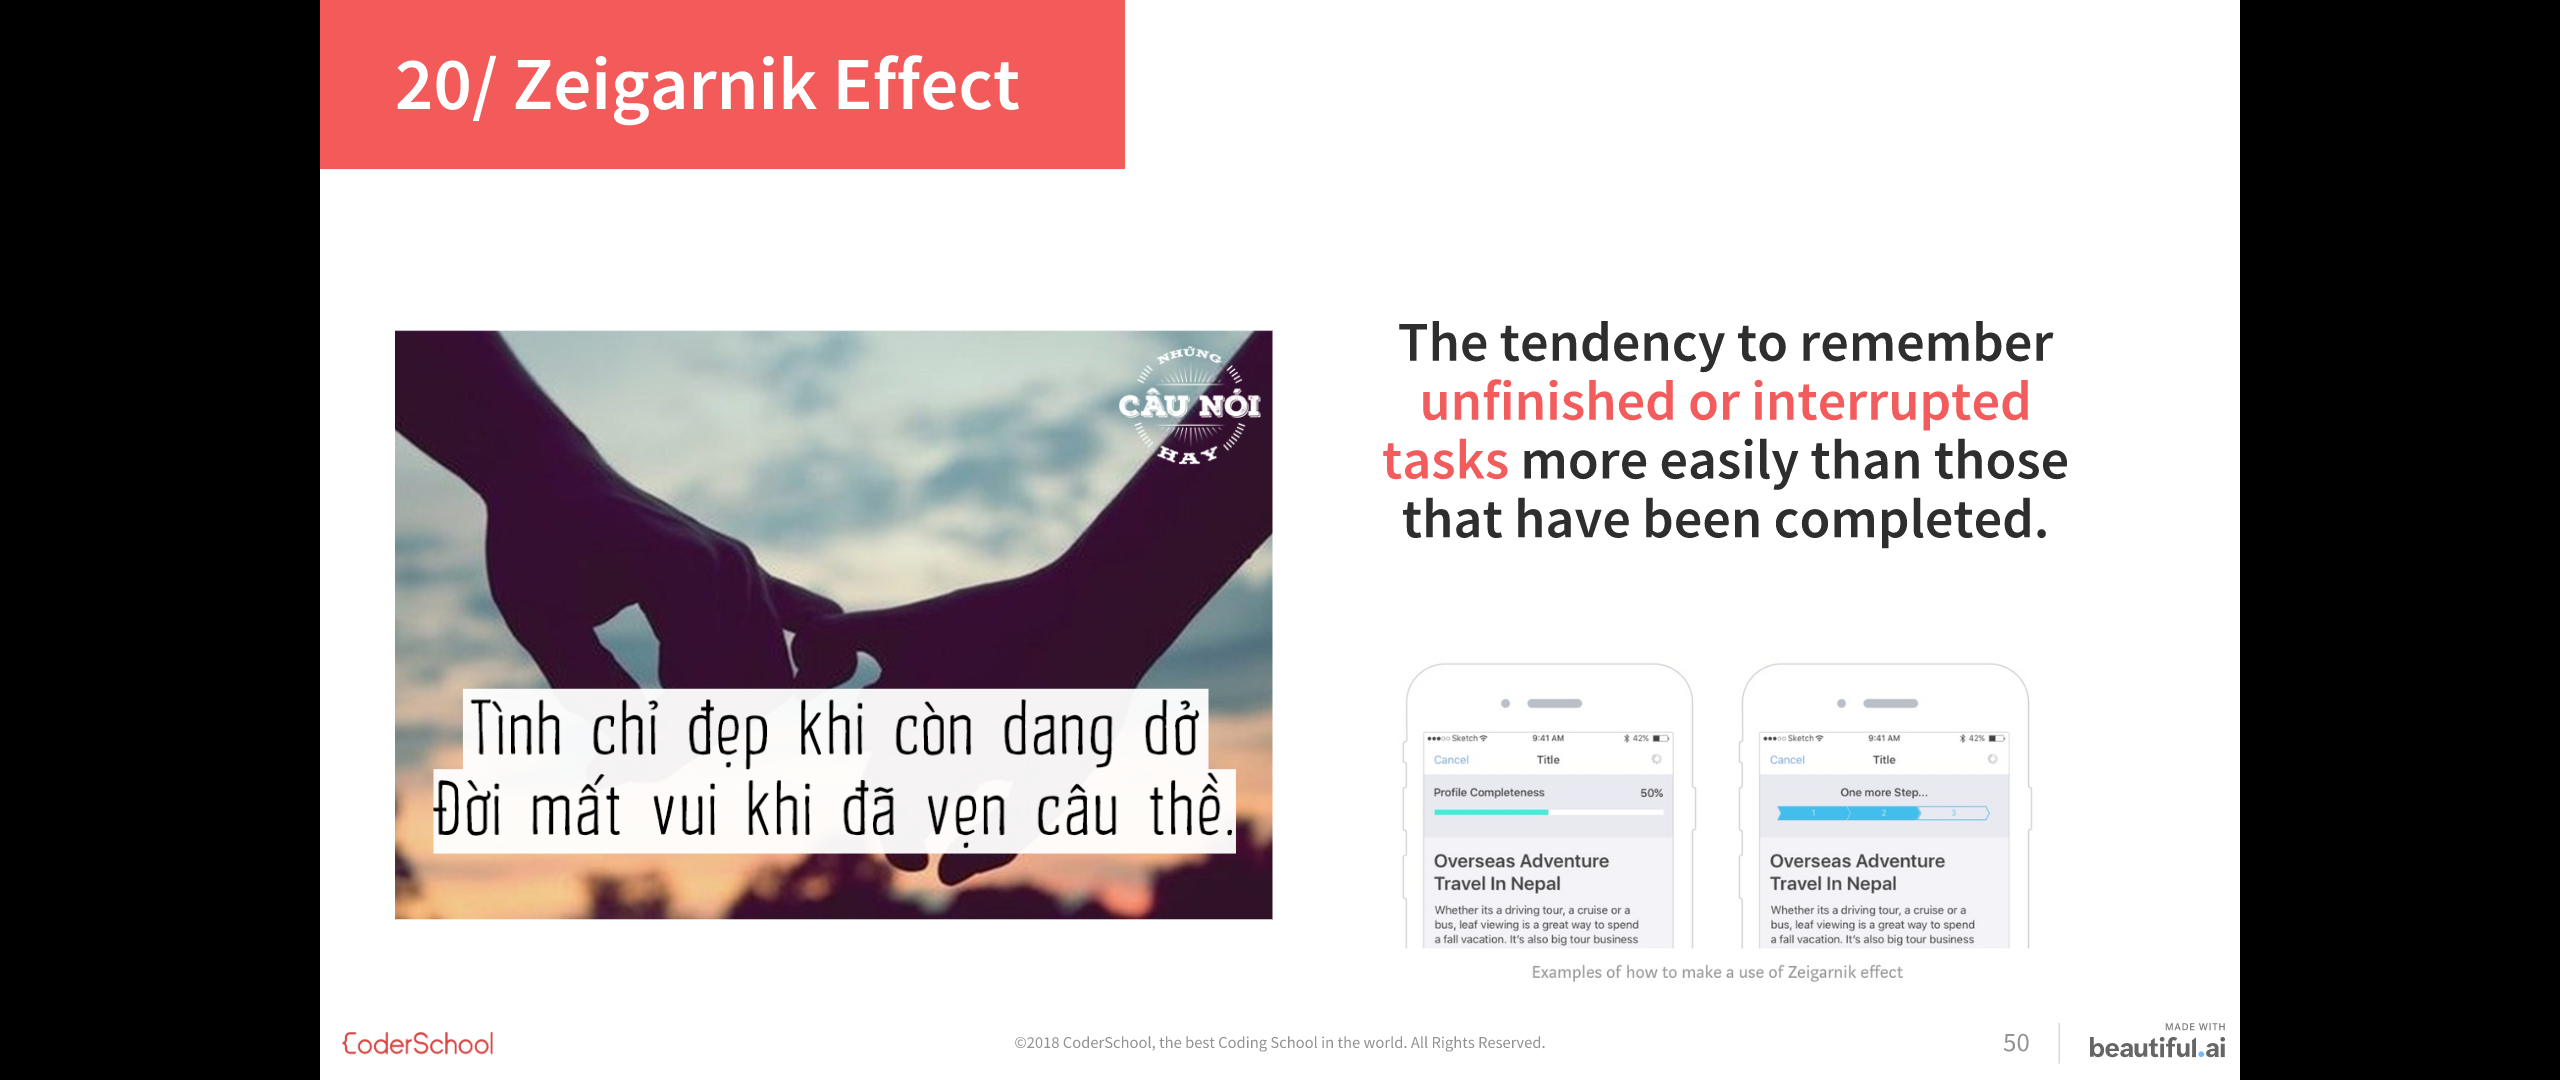 20/ Zeigarnik Effect
NHỮNG
CÂU NÓI
HAY
Tình chỉ đẹp khi còn dang dở
Đời mất vui khi đã vẹn câu thề.
The tendency to remember
unfinished or interrupted
tasks more easily than those
that have been completed.
Sketch 9:41 AM 42%
Cancel Title
Profile Completeness 50%
Overseas Adventure
Travel In Nepal
Whether its a driving tour, a cruise or a
bus, leaf viewing is a great way to spend
a fall vacation. It's also big tour business
Sketch 9:41 AM 42%
Cancel Title
One more Step...
1 2 3
Overseas Adventure
Travel In Nepal
Whether its a driving tour, a cruise or a
bus, leaf viewing is a great way to spend
a fall vacation. It's also big tour business
Examples of how to make a use of Zeigarnik effect
CoderSchool
©2018 CoderSchool, the best Coding School in the world. All Rights Reserved.
50
MADE WITH
beautiful.ai